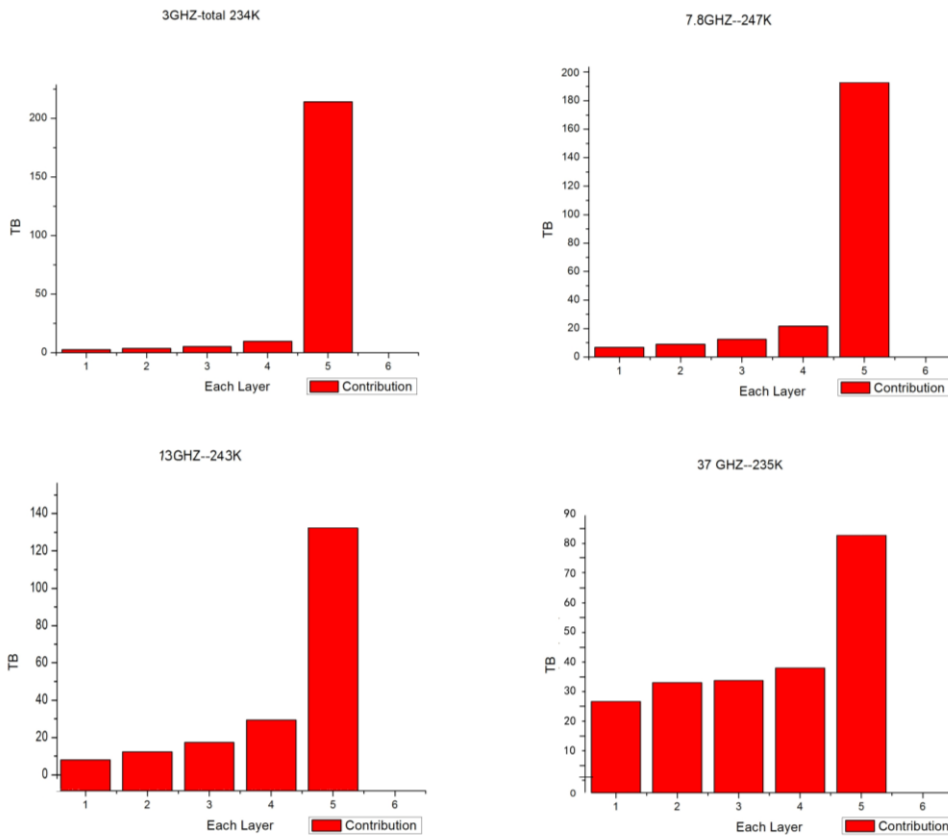 3GHZ-total 234K
200
150
100
50
0
TB
1 2 3 4 5 6
Each Layer
Contribution
7.8GHZ--247K
200
180
160
140
120
100
80
60
40
20
0
TB
1 2 3 4 5 6
Each Layer
Contribution
13GHZ--243K
140
120
100
80
60
40
20
0
TB
1 2 3 4 5 6
Each Layer
Contribution
37 GHZ--235K
90
80
70
60
50
40
30
20
10
0
TB
1 2 3 4 5 6
Each Layer
Contribution